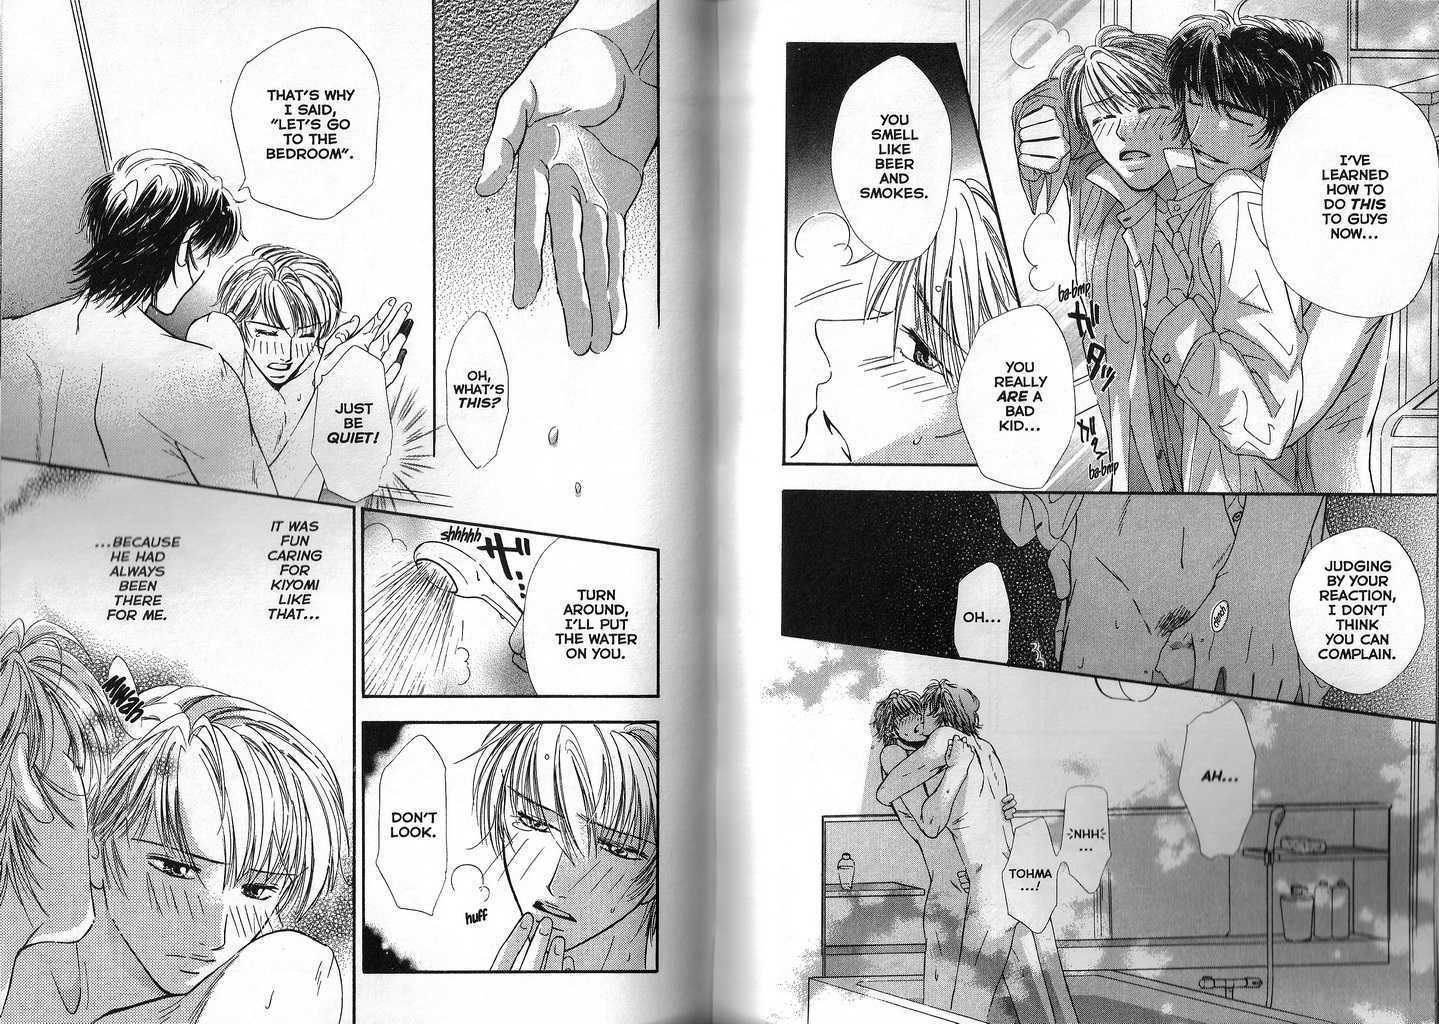 I'VE
LEARNED
HOW TO
DO THIS
TO GUYS
NOW...
YOU
SMELL
LIKE
BEER
AND
SMOKES.
ba-bmp
YOU
REALLY
ARE A
BAD
KID...
ba-bmp
JUDGING
BY YOUR
REACTION,
I DON'T
THINK
YOU CAN
COMPLAIN.
OH...
AH...
NHH
...
TOHMA
...!
OH,
WHAT'S
THIS?
THAT'S WHY
I SAID,
"LET'S GO
TO THE
BEDROOM".
JUST
BE
QUIET!
shhhhh
TURN
AROUND,
I'LL PUT
THE WATER
ON YOU.
DON'T
LOOK.
huff
IT WAS
FUN
CARING
FOR
KIYOMI
LIKE
THAT...
...BECAUSE
HE HAD
ALWAYS
BEEN
THERE
FOR ME.
MWah